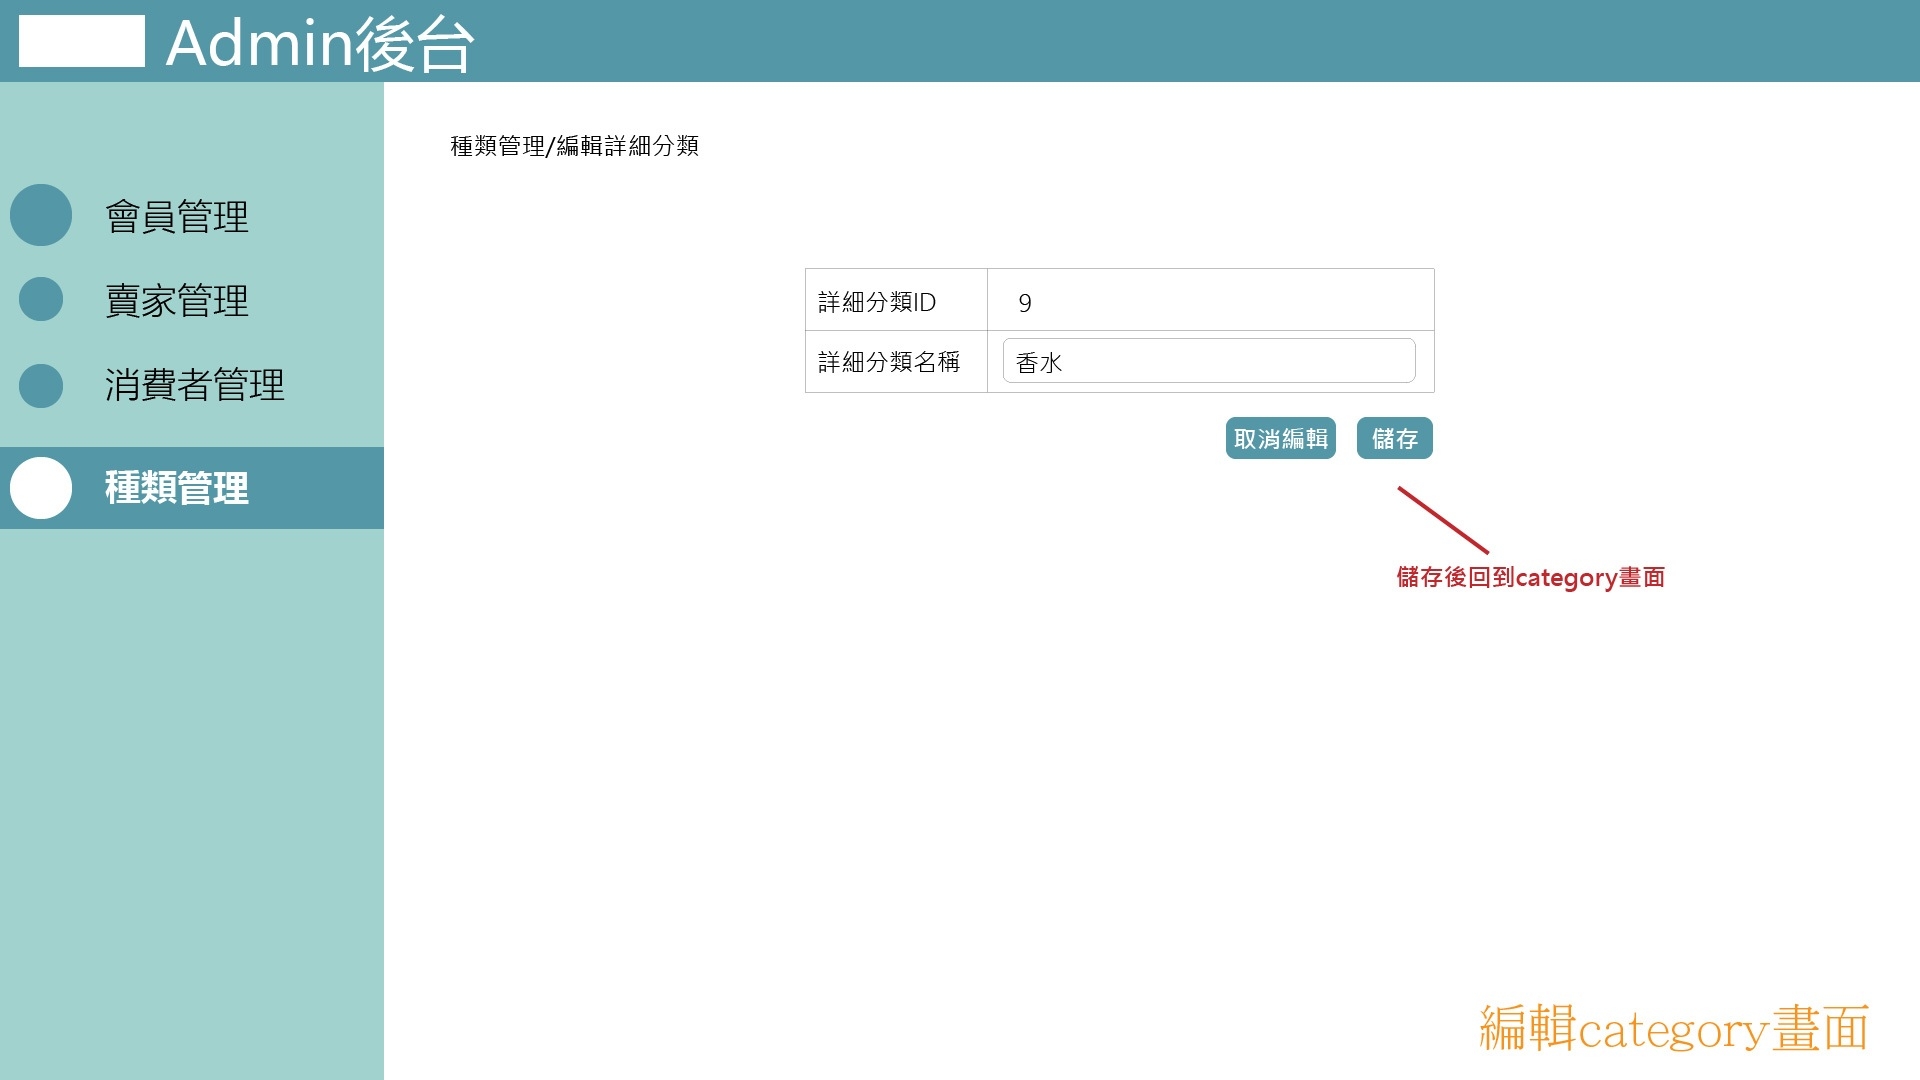 Admin後台
種類管理/編輯詳細分類
會員管理
賣家管理
消費者管理
種類管理
詳細分類ID 9
詳細分類名稱 香水
取消編輯 儲存
儲存後回到category畫面
編輯category畫面